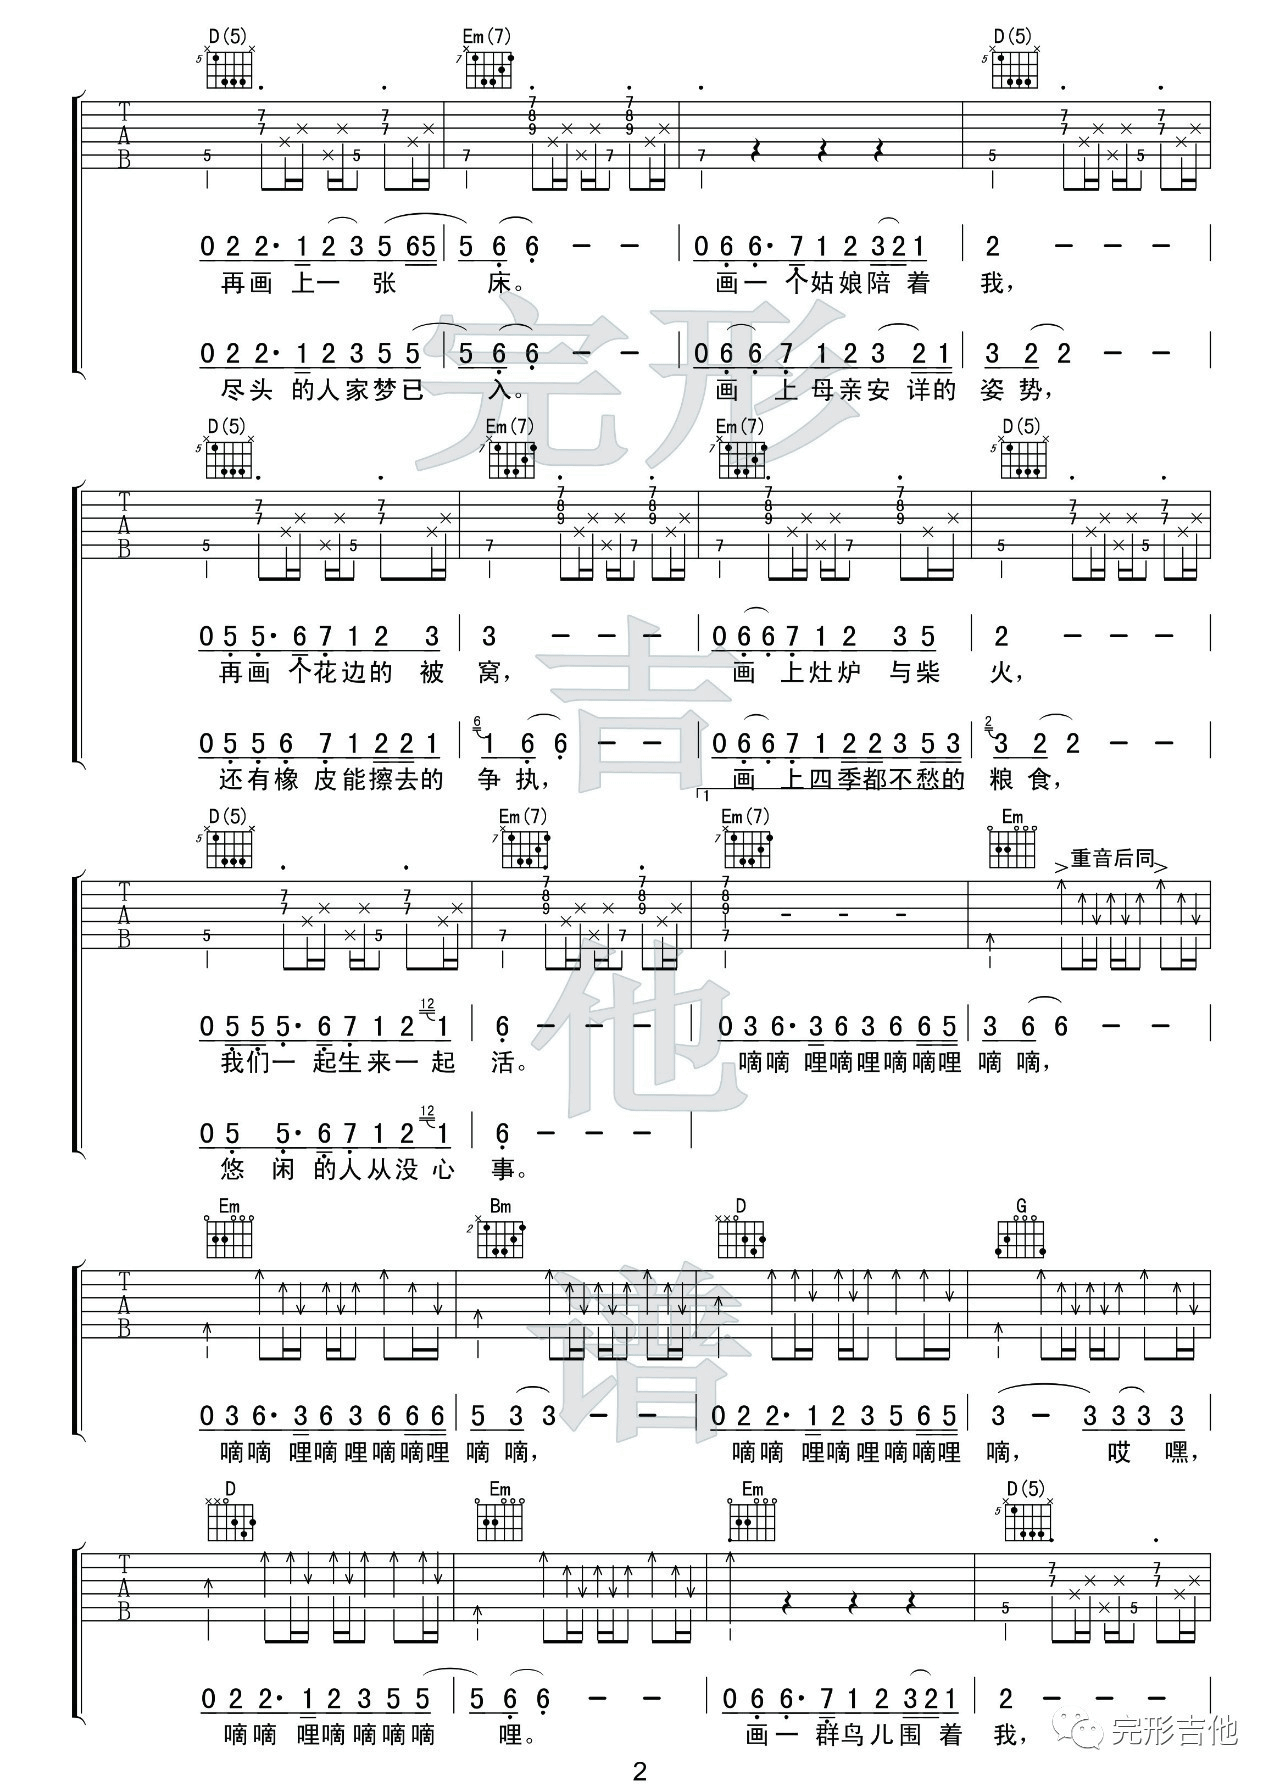 D(5) Em(7) D(5)
0 2 2· 1 2 3 5 6 5 | 5 6 6 — — | 0 6 6· 7 1 2 3 2 1 | 2 — — — |
再画 上一 张 床。 画一 个姑娘陪 着 我，
0 2 2· 1 2 3 5 5 | 5 6 6 — — | 0 6 6 7 1 2 3 2 1 | 3 2 2 — — |
尽头 的人家梦已 入。 画 上母亲安 详的 姿 势，
D(5) Em(7) Em(7) D(5)
0 5 5· 6 7 1 2 3 | 3 — — — | 0 6 6 7 1 2 3 5 | 2 — — — |
再画 个花边的 被 窝， 画 上灶炉 与柴 火，
0 5 5 6 7 1 2 2 1 | 6 1 6 6 — — | 0 6 6 7 1 2 2 3 5 3 | 2 3 2 2 — — |
还有橡 皮能擦去的 争 执， 画 上四季都不愁的 粮 食，
1
D(5) Em(7) Em(7) Em
重音后同
0 5 5 5· 6 7 1 2 12 1 | 6 — — — | 0 3 6· 3 6 3 6 6 5 | 3 6 6 — — |
我们一 起生来一 起 活。 嘀嘀 哩嘀哩嘀嘀哩 嘀 嘀，
0 5 5· 6 7 1 2 12 1 | 6 — — — |
悠 闲 的人从没 心 事。
Em Bm D G
0 3 6· 3 6 3 6 6 6 | 5 3 3 — — | 0 2 2· 1 2 3 5 6 5 | 3 — 3 3 3 3 |
嘀嘀 哩嘀哩嘀嘀哩 嘀 嘀， 嘀嘀 哩嘀哩嘀嘀哩 嘀， 哎 嘿，
D Em Em D(5)
0 2 2· 1 2 3 5 5 | 5 6 6 — — | 0 6 6· 7 1 2 3 2 1 | 2 — — —
嘀嘀 哩嘀嘀嘀嘀 哩。 画一 群鸟儿围 着 我，
完形吉他谱
完形吉他
2